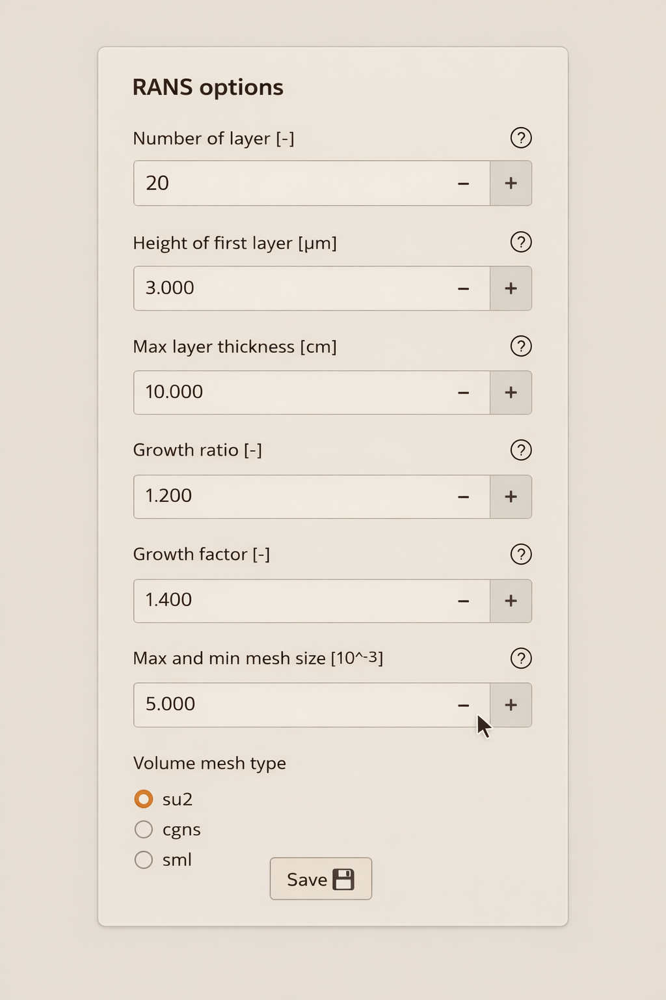 RANS options
Number of layer [-] ?
20 − +
Height of first layer [µm] ?
3.000 − +
Max layer thickness [cm] ?
10.000 − +
Growth ratio [-] ?
1.200 − +
Growth factor [-] ?
1.400 − +
Max and min mesh size [10^-3] ?
5.000 − +
Volume mesh type
su2
cgns
sml
Save